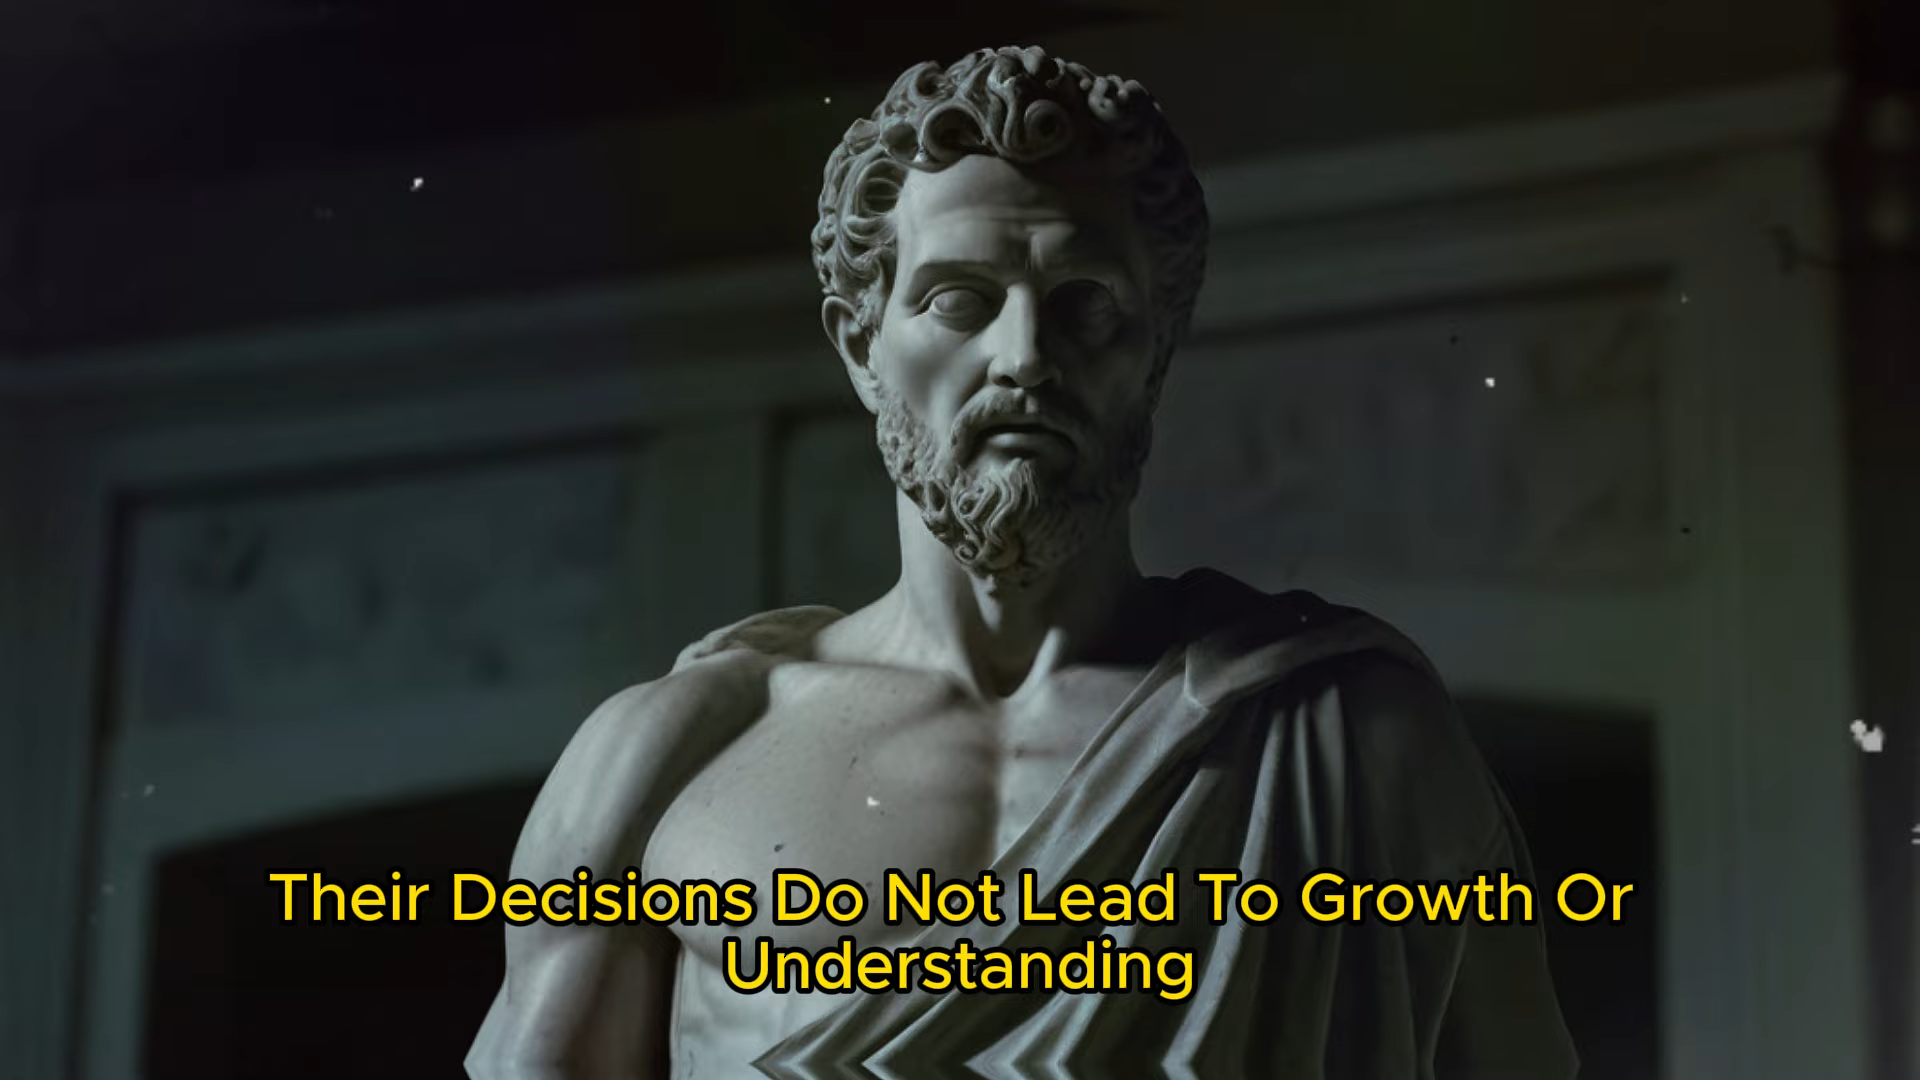 Their Decisions Do Not Lead To Growth Or
Understanding